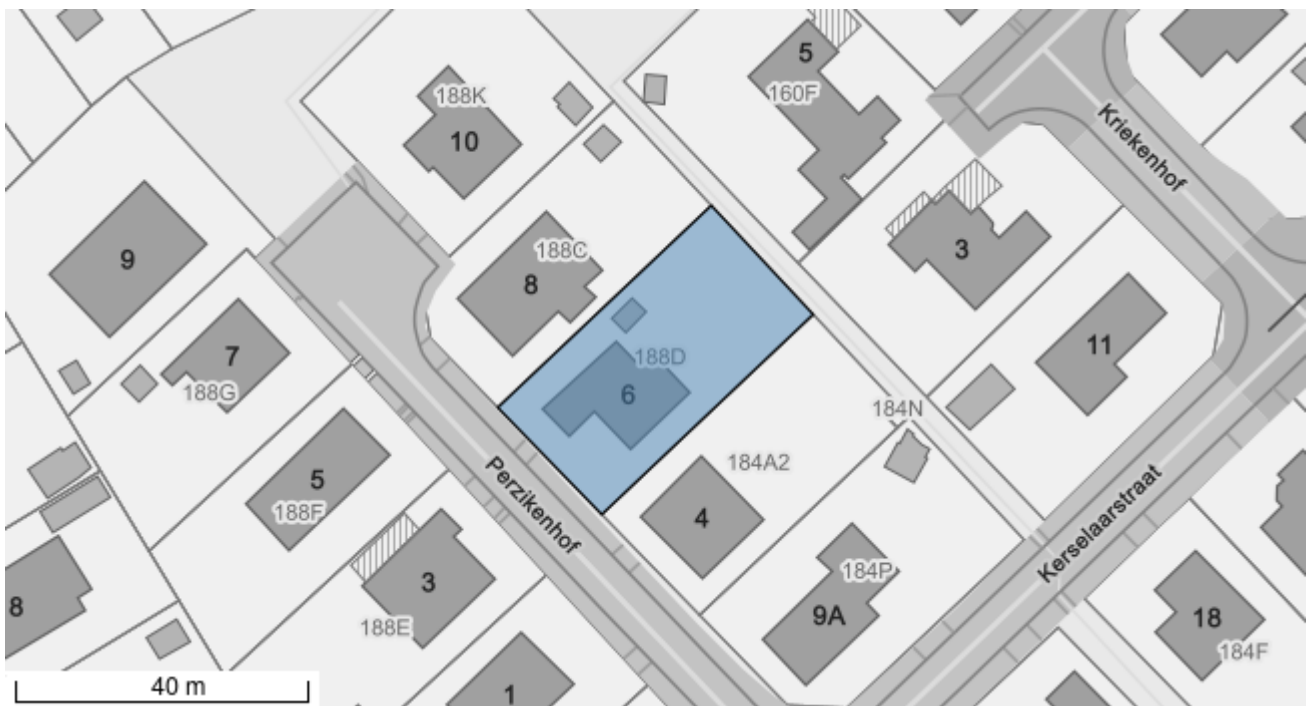 5
160F
188K
10
Kriekenhof
188C
8
9
3
7
188G
188D
6
11
184N
5
188F
Perzikenhof
184A2
4
Kerselaarstraat
3
188E
184P
9A
8
18
184F
1
40 m